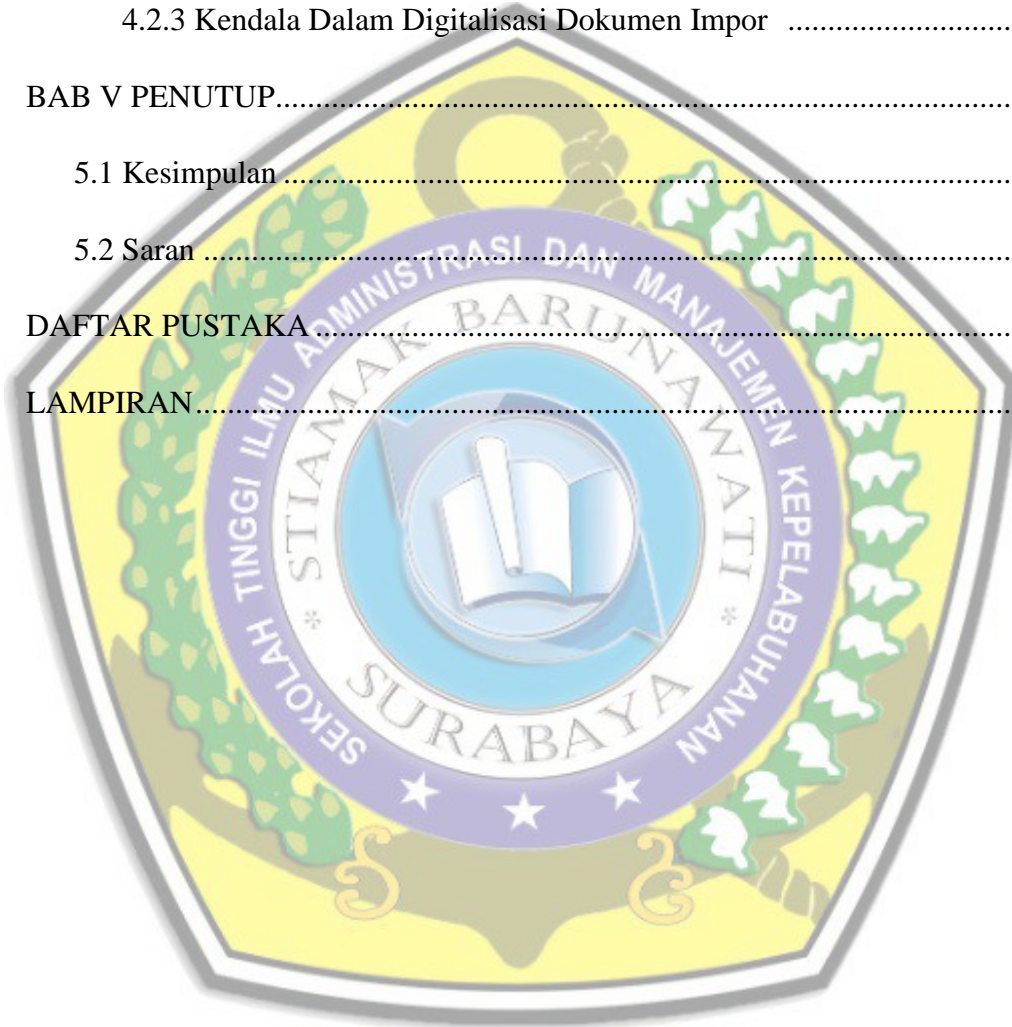 4.2.3 Kendala Dalam Digitalisasi Dokumen Impor ............................
BAB V PENUTUP..............................................................................................
5.1 Kesimpulan ...........................................................................................
5.2 Saran .....................................................................................................
DAFTAR PUSTAKA ........................................................................................
LAMPIRAN.......................................................................................................
SEKOLAH TINGGI ILMU ADMINISTRASI DAN MANAJEMEN KEPELABUHANAN
STIAMAK BARUNAWATI
* SURABAYA *